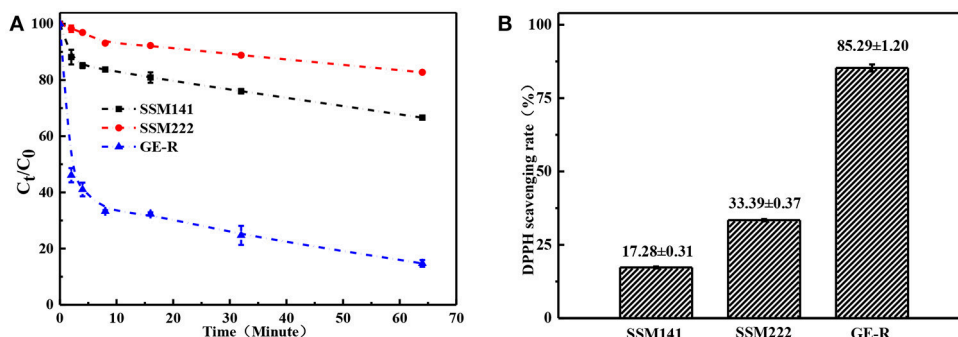 A
100
80
60
40
20
0
C_t/C_0
SSM141
SSM222
GE-R
0 10 20 30 40 50 60 70
Time（Minute）
B
100
75
50
25
0
DPPH scavenging rate（%）
17.28±0.31
33.39±0.37
85.29±1.20
SSM141 SSM222 GE-R